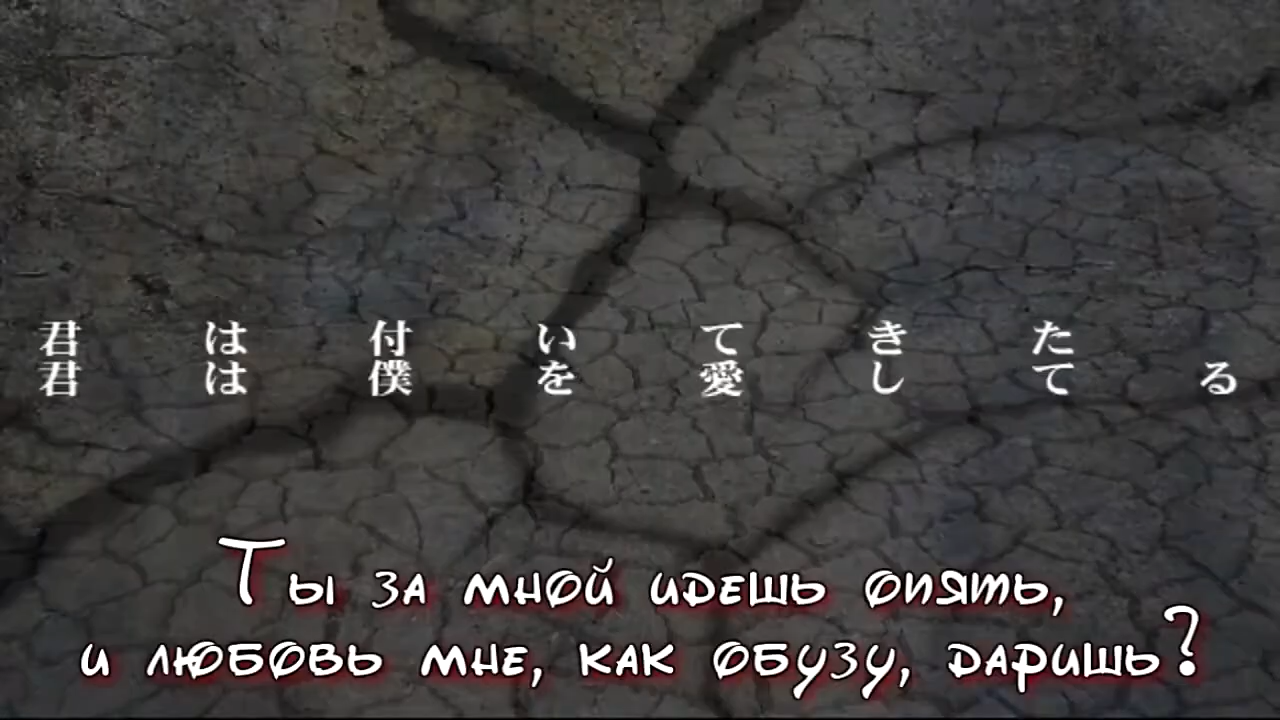 君は付いてきた
君は僕を愛してる
Ты за мной идешь опять,
и любовь мне, как обузу, даришь?